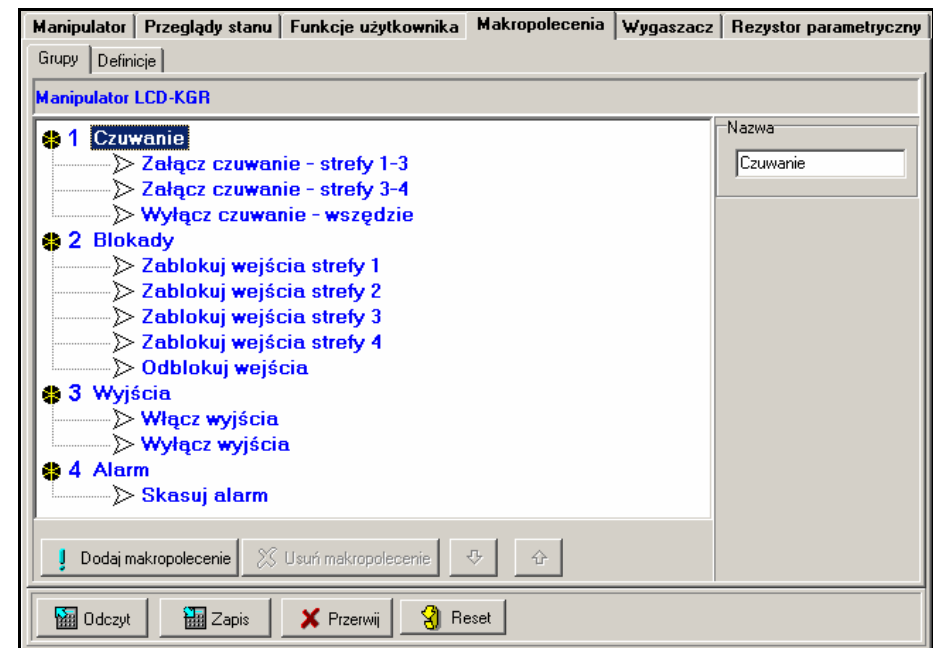 Manipulator Przeglądy stanu Funkcje użytkownika Makropolecenia Wygaszacz Rezystor parametryczny
Grupy Definicje
Manipulator LCD-KGR
Nazwa
1 Czuwanie
Czuwanie
Załącz czuwanie - strefy 1-3
Załącz czuwanie - strefy 3-4
Wyłącz czuwanie - wszędzie
2 Blokady
Zablokuj wejścia strefy 1
Zablokuj wejścia strefy 2
Zablokuj wejścia strefy 3
Zablokuj wejścia strefy 4
Odblokuj wejścia
3 Wyjścia
Włącz wyjścia
Wyłącz wyjścia
4 Alarm
Skasuj alarm
Dodaj makropolecenie Usuń makropolecenie
Odczyt Zapis Przerwij Reset